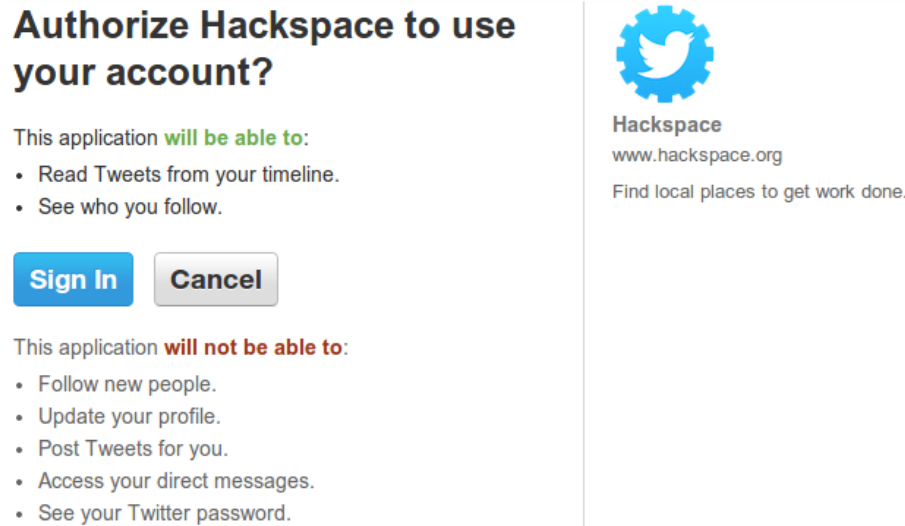 Authorize Hackspace to use
your account?
This application will be able to:
• Read Tweets from your timeline.
• See who you follow.
Sign In
Cancel
This application will not be able to:
• Follow new people.
• Update your profile.
• Post Tweets for you.
• Access your direct messages.
• See your Twitter password.
Hackspace
www.hackspace.org
Find local places to get work done.